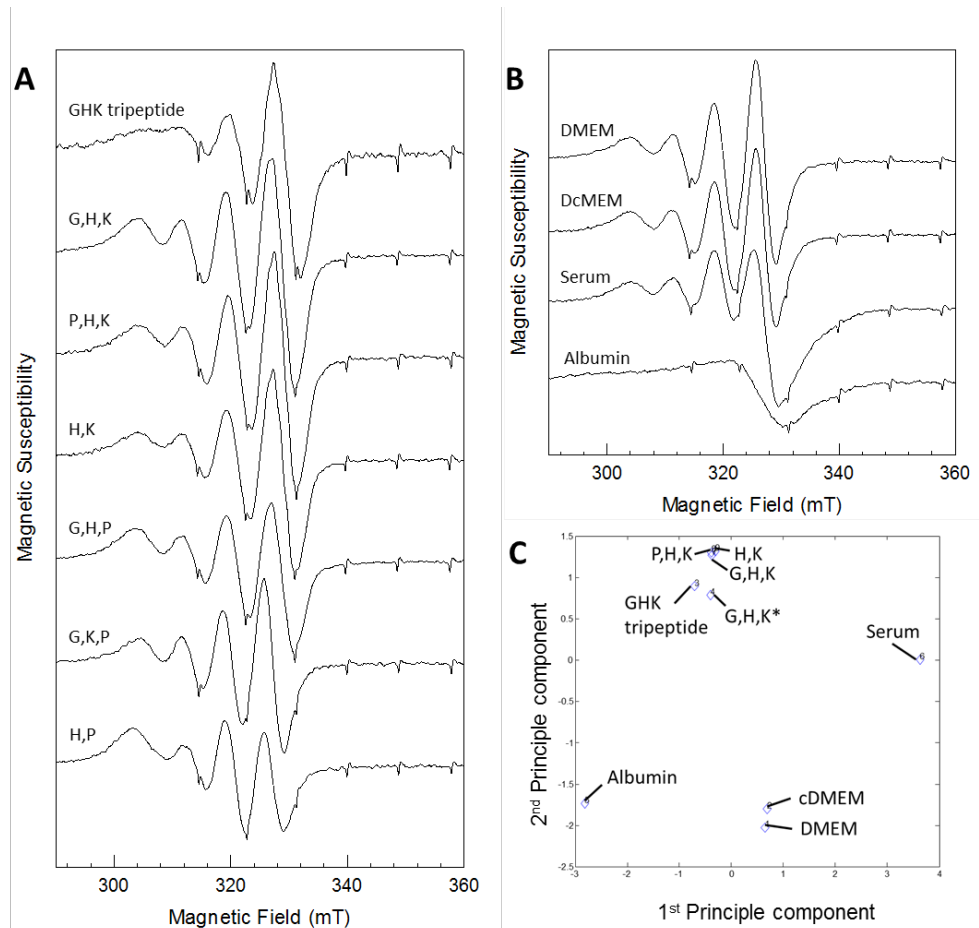 A
GHK tripeptide
G,H,K
P,H,K
H,K
G,H,P
G,K,P
H,P
Magnetic Susceptibility
300 320 340 360
Magnetic Field (mT)
B
DMEM
DcMEM
Serum
Albumin
Magnetic Susceptibility
300 320 340 360
Magnetic Field (mT)
C
1.5
1
0.5
0
-0.5
-1
-1.5
-2
-2.5
-3 -2 -1 0 1 2 3 4
P,H,K H,K
G,H,K
GHK
tripeptide
G,H,K*
Serum
Albumin
cDMEM
DMEM
2nd Principle component
1st Principle component